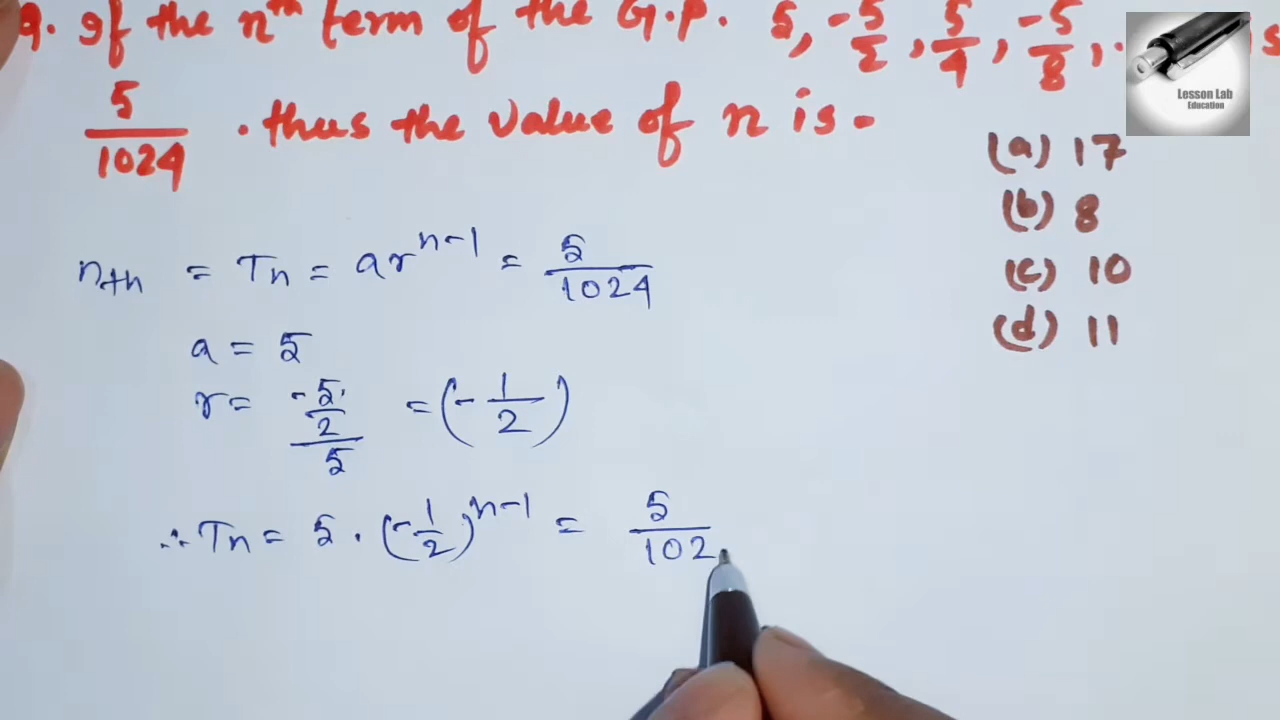 Q. If the nth term of the G.P. 5, -5/2, 5/4, -5/8, . is
5/1024 . thus the value of n is -
Lesson Lab
Education
(a) 17
(b) 8
(c) 10
(d) 11
nth = Tn = ar^n-1 = 5/1024
a = 5
r = -5/2/5 = (-1/2)
∴ Tn = 5 . (-1/2)^n-1 = 5/102